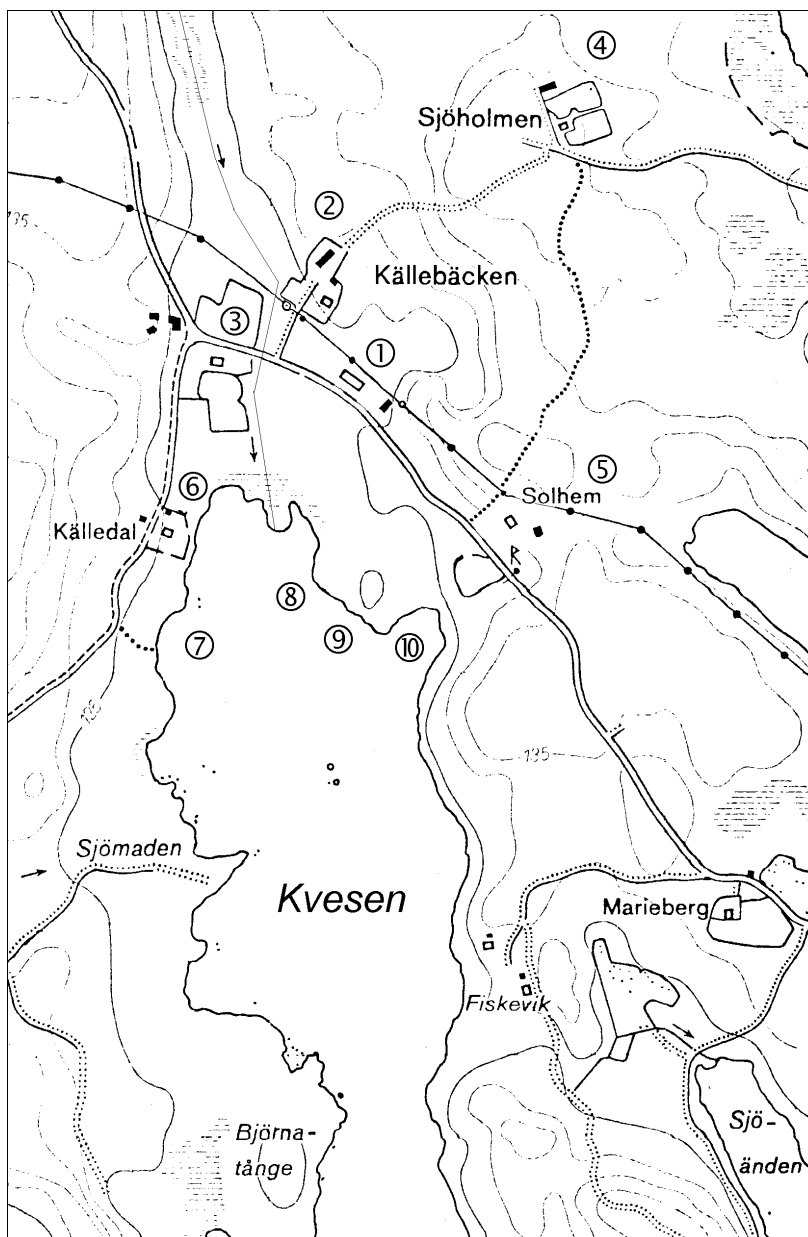 ④
Sjöholmen
②
135
Källebäcken
③
①
⑤
Solhem
⑥
Källedal
R
⑧
⑨
⑩
⑦
125
135
Sjömaden
Kvesen
Marieberg
Fiskevik
Sjö-
änden
Björna-
tånge